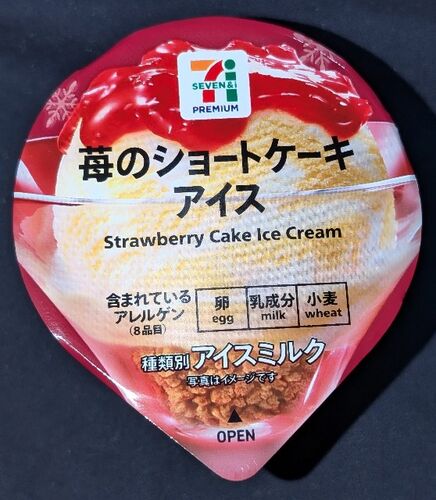 7i
SEVEN&i
PREMIUM
苺のショートケーキ
アイス
Strawberry Cake Ice Cream
含まれている
アレルゲン
(8品目)
卵 乳成分 小麦
egg milk wheat
種類別 アイスミルク
写真はイメージです
▲
OPEN